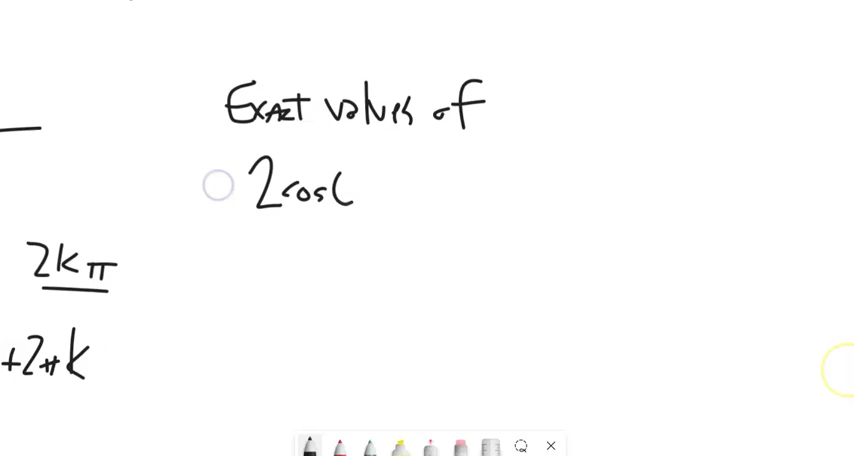 Exact values of
2cos(
2kπ
+2πk